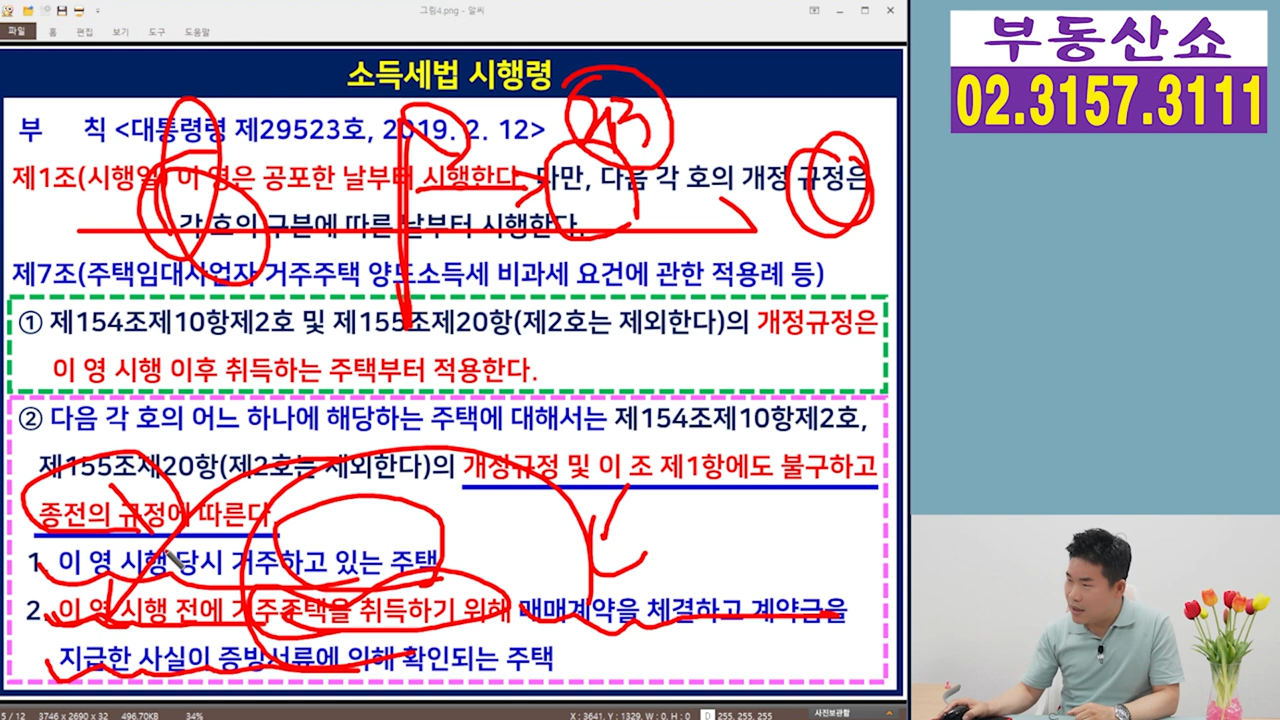 그림4.png - 알씨
파일 홈 편집 보기 도구 도움말
부동산쇼
02.3157.3111
소득세법 시행령
부 칙 <대통령령 제29523호, 2019. 2. 12>
제1조(시행일) 이 영은 공포한 날부터 시행한다. 다만, 다음 각 호의 개정 규정은
각 호의 구분에 따른 날부터 시행한다.
제7조(주택임대사업자 거주주택 양도소득세 비과세 요건에 관한 적용례 등)
① 제154조제10항제2호 및 제155조제20항(제2호는 제외한다)의 개정규정은
이 영 시행 이후 취득하는 주택부터 적용한다.
② 다음 각 호의 어느 하나에 해당하는 주택에 대해서는 제154조제10항제2호,
제155조제20항(제2호는 제외한다)의 개정규정 및 이 조 제1항에도 불구하고
종전의 규정에 따른다.
1. 이 영 시행 당시 거주하고 있는 주택
2. 이 영 시행 전에 거주주택을 취득하기 위해 매매계약을 체결하고 계약금을
지급한 사실이 증빙서류에 의해 확인되는 주택
5 / 12 3746 x 2690 x 32 496.70KB 34% X : 3641, Y : 1329, W : 0, H : 0 D 255, 255, 255 사진보관함